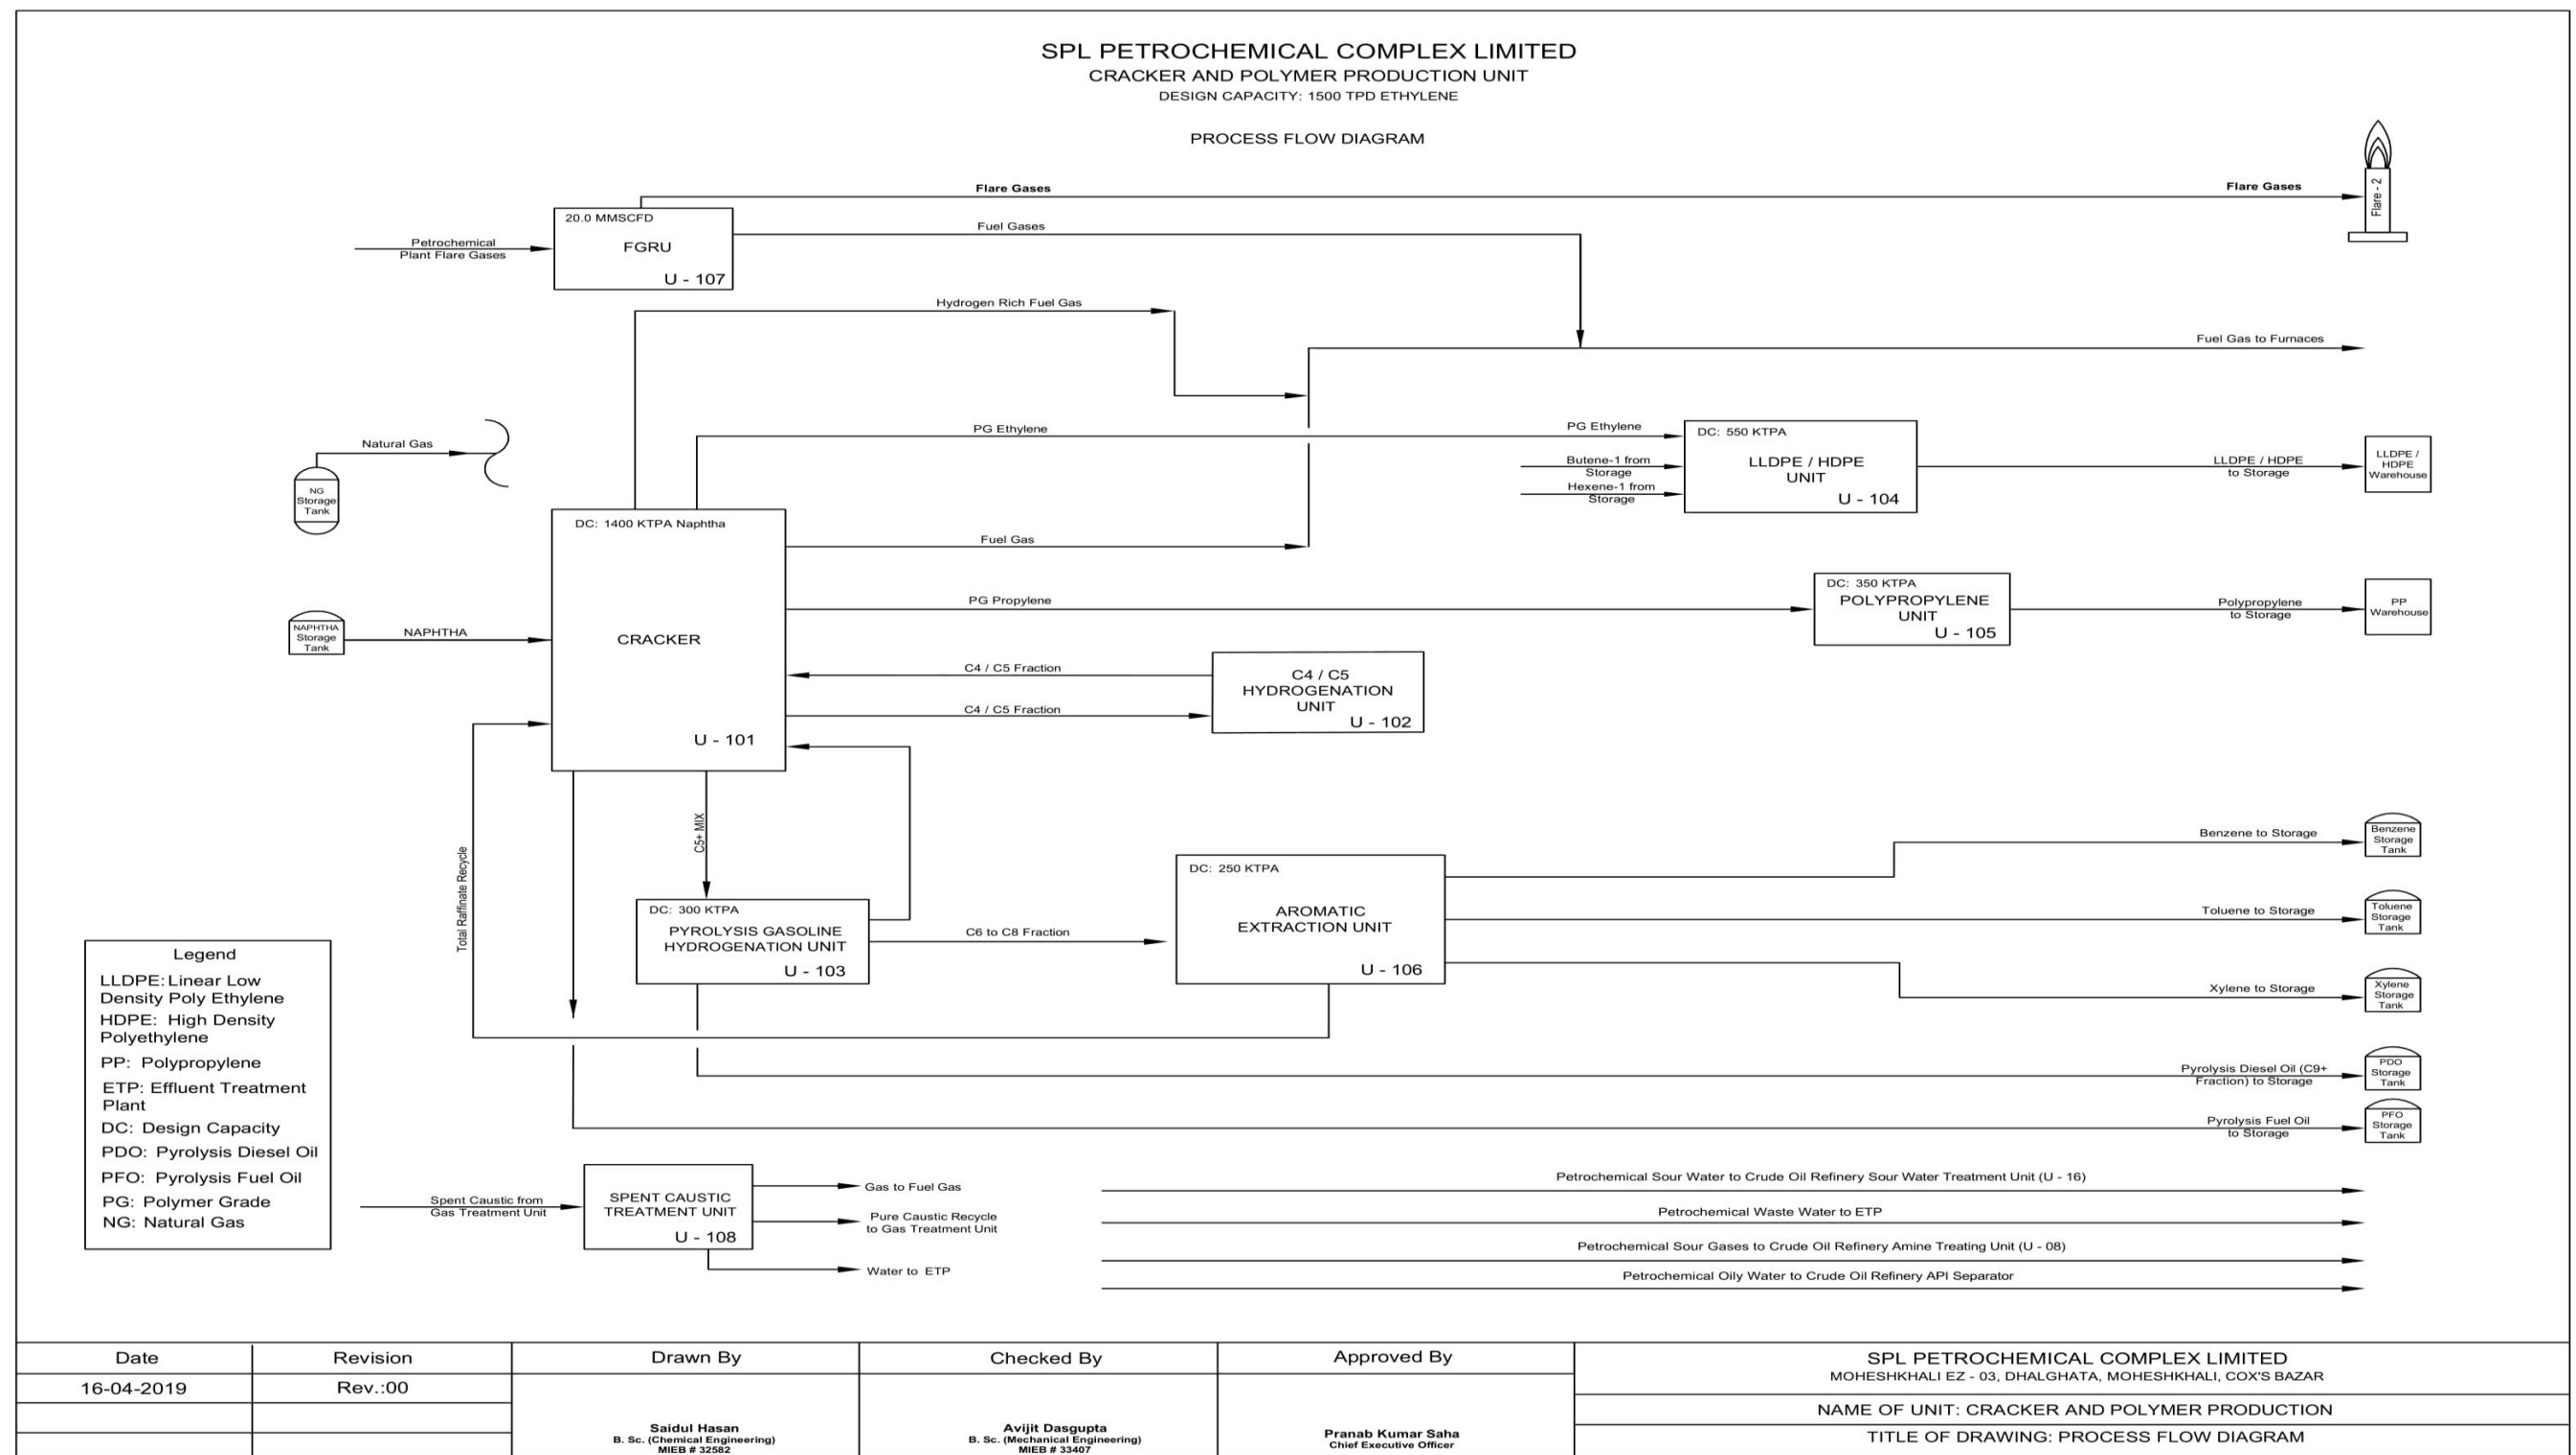 SPL PETROCHEMICAL COMPLEX LIMITED
CRACKER AND POLYMER PRODUCTION UNIT
DESIGN CAPACITY: 1500 TPD ETHYLENE
PROCESS FLOW DIAGRAM
Flare Gases
Flare Gases
Flare - 2
20.0 MMSCFD
FGRU
U - 107
Petrochemical
Plant Flare Gases
Fuel Gases
Hydrogen Rich Fuel Gas
Fuel Gas to Furnaces
Natural Gas
NG
Storage
Tank
PG Ethylene
PG Ethylene
Butene-1 from
Storage
Hexene-1 from
Storage
DC: 550 KTPA
LLDPE / HDPE
UNIT
U - 104
LLDPE / HDPE
to Storage
LLDPE /
HDPE
Warehouse
DC: 1400 KTPA Naphtha
CRACKER
U - 101
Fuel Gas
NAPHTHA
Storage
Tank
NAPHTHA
PG Propylene
DC: 350 KTPA
POLYPROPYLENE
UNIT
U - 105
Polypropylene
to Storage
PP
Warehouse
C4 / C5 Fraction
C4 / C5 Fraction
C4 / C5
HYDROGENATION
UNIT
U - 102
Total Raffinate Recycle
C5+ MIX
DC: 300 KTPA
PYROLYSIS GASOLINE
HYDROGENATION UNIT
U - 103
C6 to C8 Fraction
DC: 250 KTPA
AROMATIC
EXTRACTION UNIT
U - 106
Benzene to Storage
Benzene
Storage
Tank
Toluene to Storage
Toluene
Storage
Tank
Xylene to Storage
Xylene
Storage
Tank
Pyrolysis Diesel Oil (C9+
Fraction) to Storage
PDO
Storage
Tank
Pyrolysis Fuel Oil
to Storage
PFO
Storage
Tank
Legend
LLDPE: Linear Low
Density Poly Ethylene
HDPE: High Density
Polyethylene
PP: Polypropylene
ETP: Effluent Treatment
Plant
DC: Design Capacity
PDO: Pyrolysis Diesel Oil
PFO: Pyrolysis Fuel Oil
PG: Polymer Grade
NG: Natural Gas
Spent Caustic from
Gas Treatment Unit
SPENT CAUSTIC
TREATMENT UNIT
U - 108
Gas to Fuel Gas
Pure Caustic Recycle
to Gas Treatment Unit
Water to ETP
Petrochemical Sour Water to Crude Oil Refinery Sour Water Treatment Unit (U - 16)
Petrochemical Waste Water to ETP
Petrochemical Sour Gases to Crude Oil Refinery Amine Treating Unit (U - 08)
Petrochemical Oily Water to Crude Oil Refinery API Separator
Date
Revision
Drawn By
Checked By
Approved By
16-04-2019
Rev.:00
Saidul Hasan
B. Sc. (Chemical Engineering)
MIEB # 32582
Avijit Dasgupta
B. Sc. (Mechanical Engineering)
MIEB # 33407
Pranab Kumar Saha
Chief Executive Officer
SPL PETROCHEMICAL COMPLEX LIMITED
MOHESHKHALI EZ - 03, DHALGHATA, MOHESHKHALI, COX'S BAZAR
NAME OF UNIT: CRACKER AND POLYMER PRODUCTION
TITLE OF DRAWING: PROCESS FLOW DIAGRAM